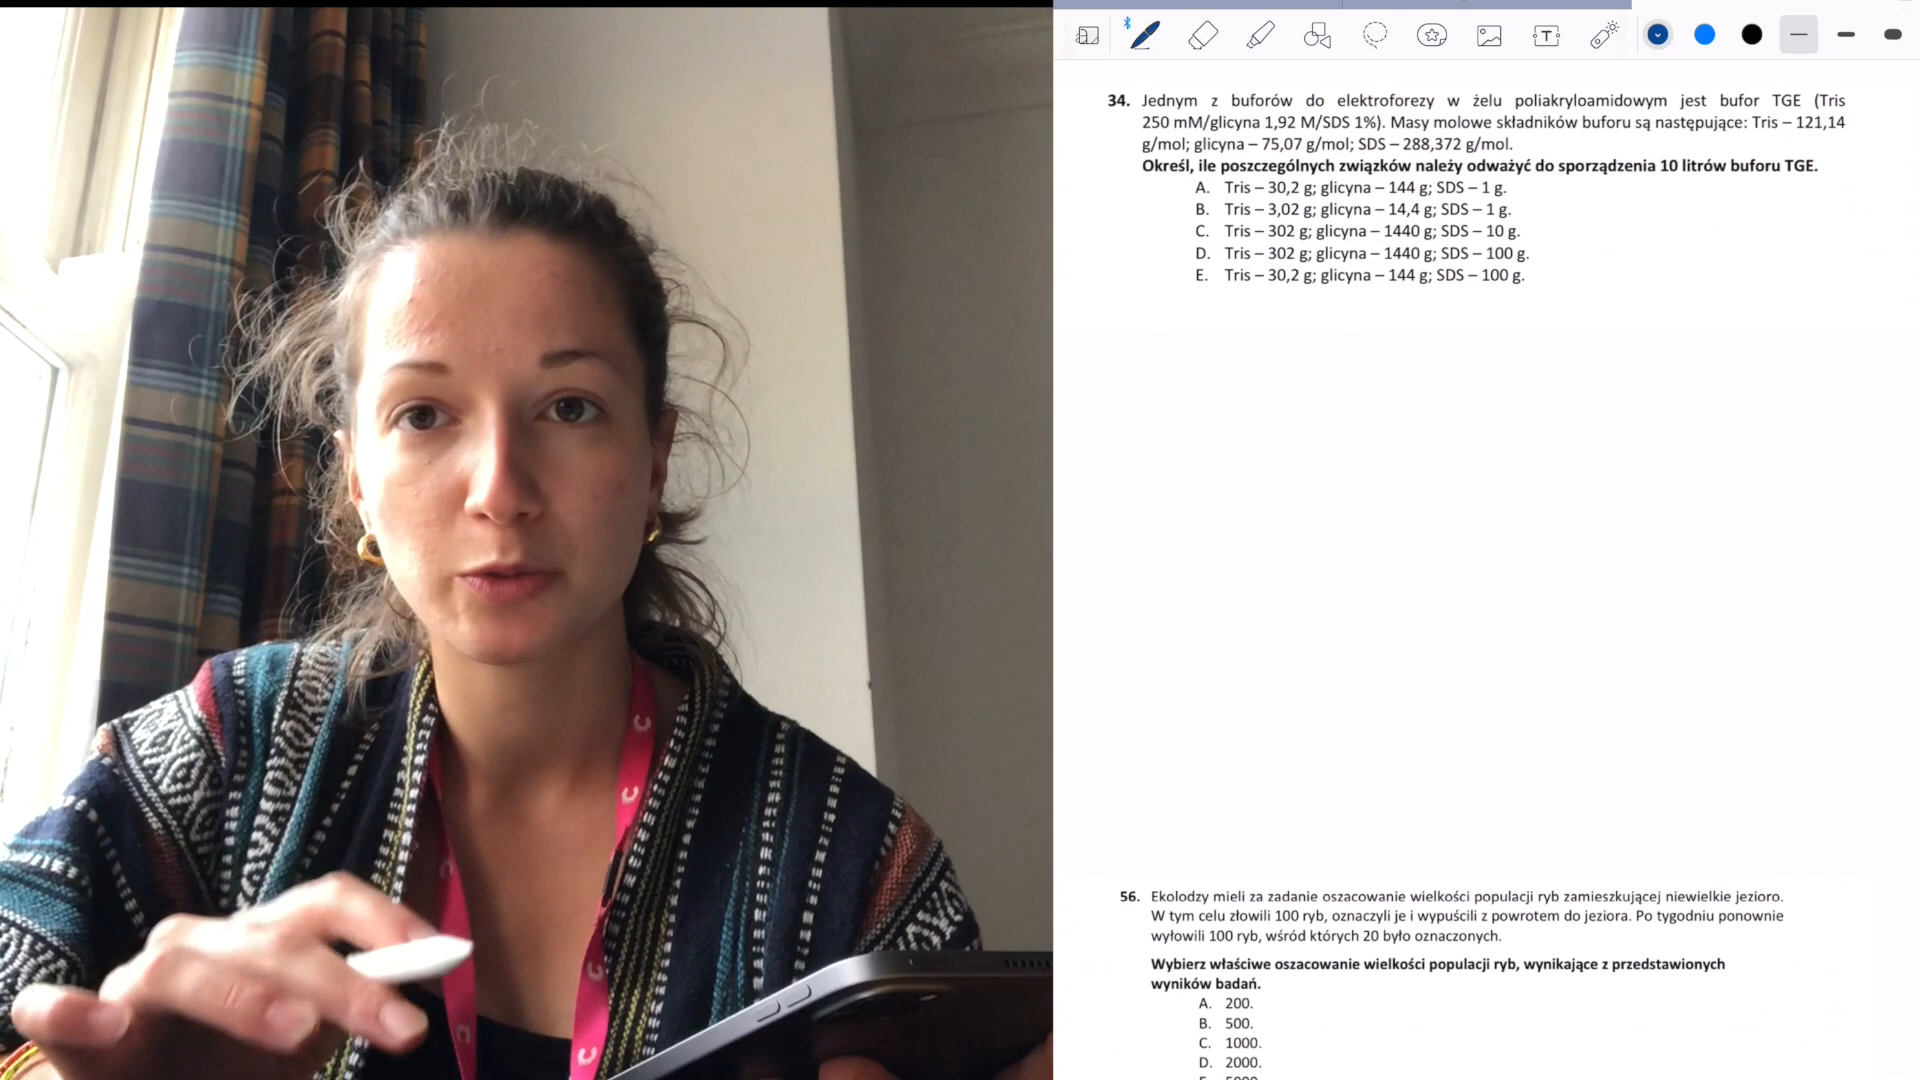 34. Jednym z buforów do elektroforezy w żelu poliakryloamidowym jest bufor TGE (Tris
250 mM/glicyna 1,92 M/SDS 1%). Masy molowe składników buforu są następujące: Tris – 121,14
g/mol; glicyna – 75,07 g/mol; SDS – 288,372 g/mol.
Określ, ile poszczególnych związków należy odważyć do sporządzenia 10 litrów buforu TGE.
A. Tris – 30,2 g; glicyna – 144 g; SDS – 1 g.
B. Tris – 3,02 g; glicyna – 14,4 g; SDS – 1 g.
C. Tris – 302 g; glicyna – 1440 g; SDS – 10 g.
D. Tris – 302 g; glicyna – 1440 g; SDS – 100 g.
E. Tris – 30,2 g; glicyna – 144 g; SDS – 100 g.
56. Ekolodzy mieli za zadanie oszacowanie wielkości populacji ryb zamieszkującej niewielkie jezioro.
W tym celu złowili 100 ryb, oznaczyli je i wypuścili z powrotem do jeziora. Po tygodniu ponownie
wyłowili 100 ryb, wśród których 20 było oznaczonych.
Wybierz właściwe oszacowanie wielkości populacji ryb, wynikające z przedstawionych
wyników badań.
A. 200.
B. 500.
C. 1000.
D. 2000.